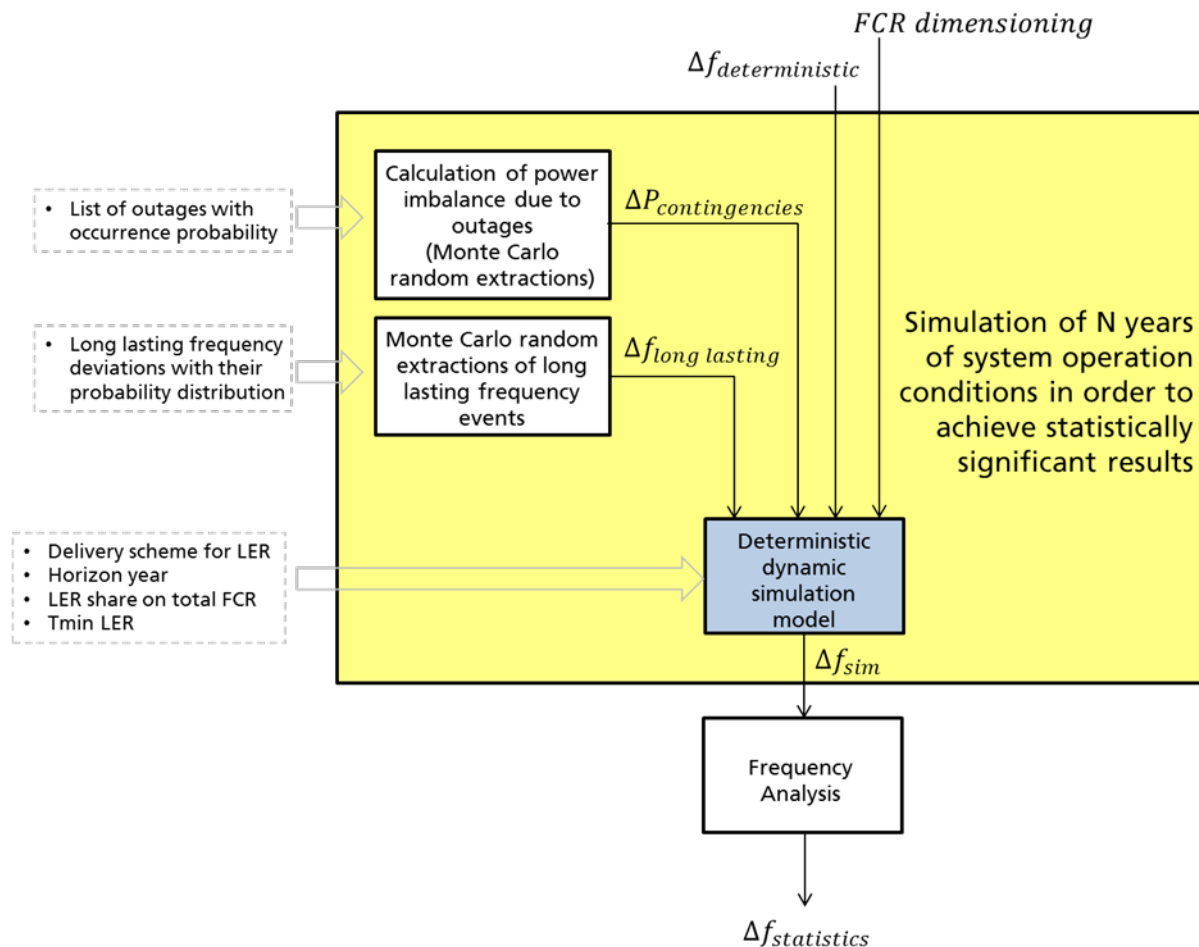 FCR dimensioning
Δf_deterministic
Calculation of power
imbalance due to
outages
(Monte Carlo
random extractions)
ΔP_contingencies
• List of outages with
occurrence probability
Monte Carlo random
extractions of long
lasting frequency
events
Δf_long lasting
• Long lasting frequency
deviations with their
probability distribution
Simulation of N years
of system operation
conditions in order to
achieve statistically
significant results
• Delivery scheme for LER
• Horizon year
• LER share on total FCR
• Tmin LER
Deterministic
dynamic
simulation
model
Δf_sim
Frequency
Analysis
Δf_statistics